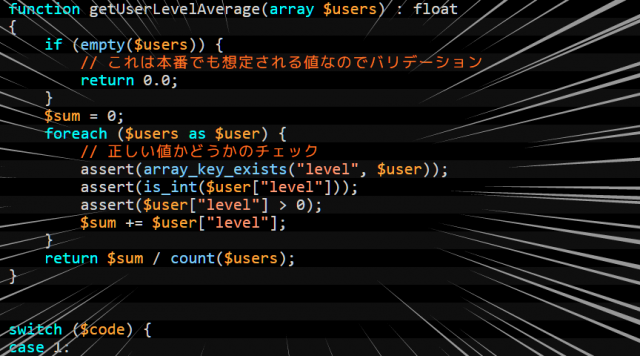 function getUserLevelAverage(array $users) : float
{
    if (empty($users)) {
        // これは本番でも想定される値なのでバリデーション
        return 0.0;
    }
    $sum = 0;
    foreach ($users as $user) {
        // 正しい値かどうかのチェック
        assert(array_key_exists("level", $user));
        assert(is_int($user["level"]));
        assert($user["level"] > 0);
        $sum += $user["level"];
    }
    return $sum / count($users);
}
switch ($code) {
case 1: